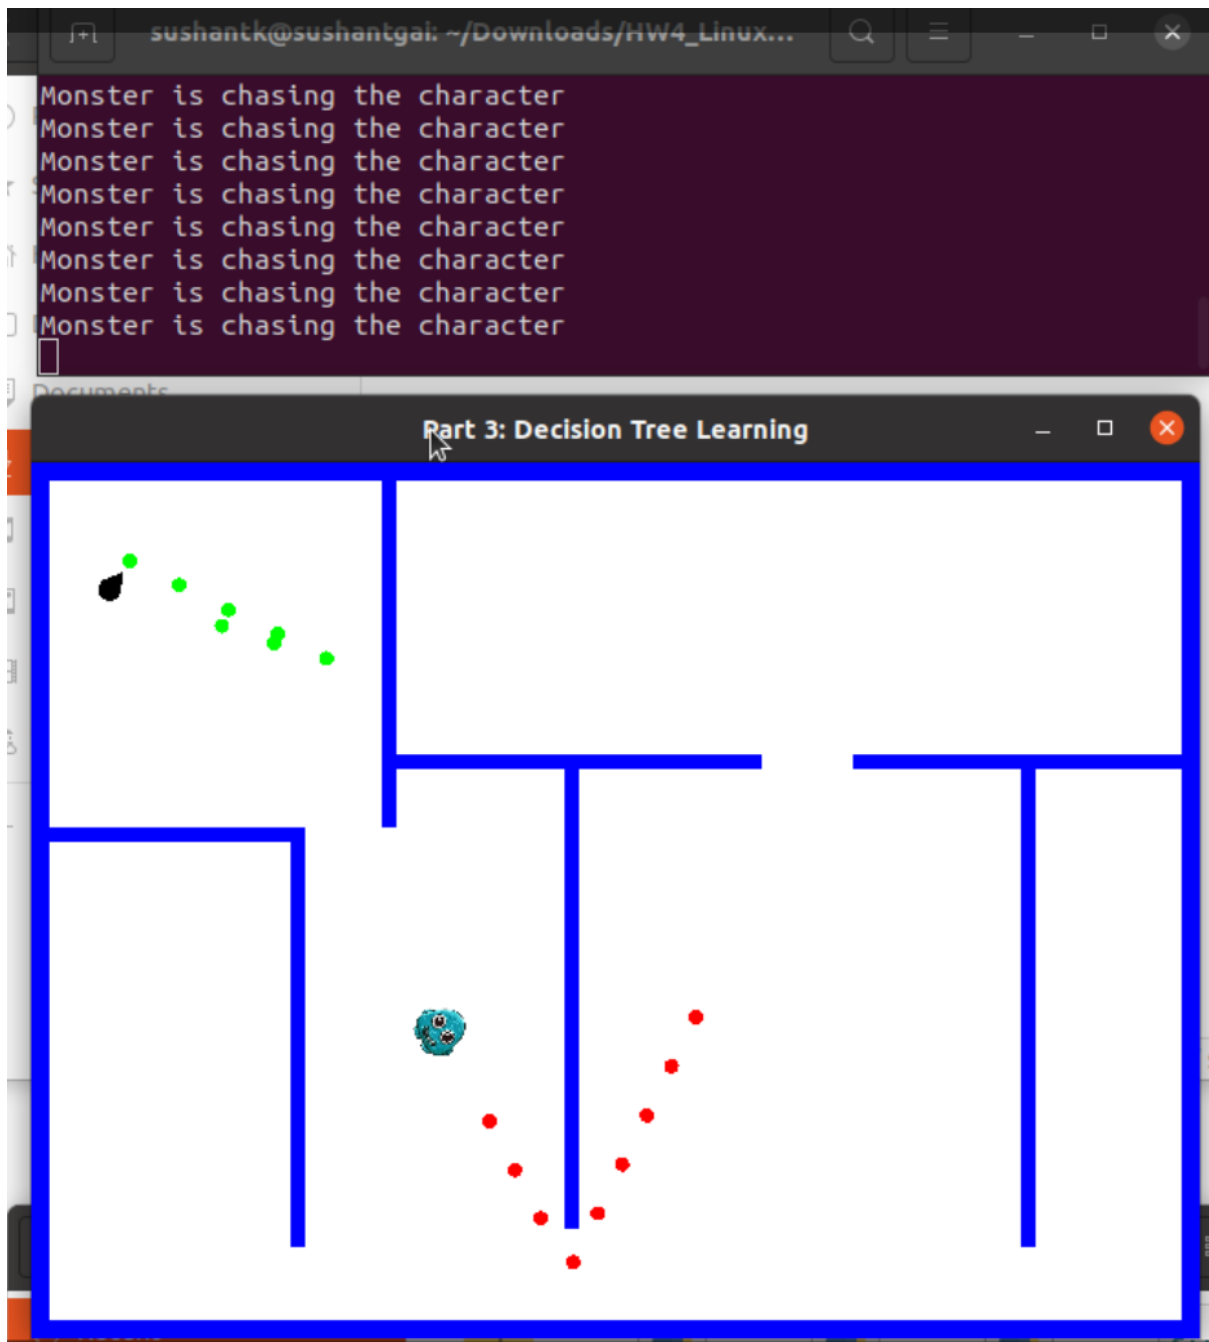 sushantk@sushantgai: ~/Downloads/HW4_Linux...
Monster is chasing the character
Monster is chasing the character
Monster is chasing the character
Monster is chasing the character
Monster is chasing the character
Monster is chasing the character
Monster is chasing the character
Monster is chasing the character
Documents
Part 3: Decision Tree Learning